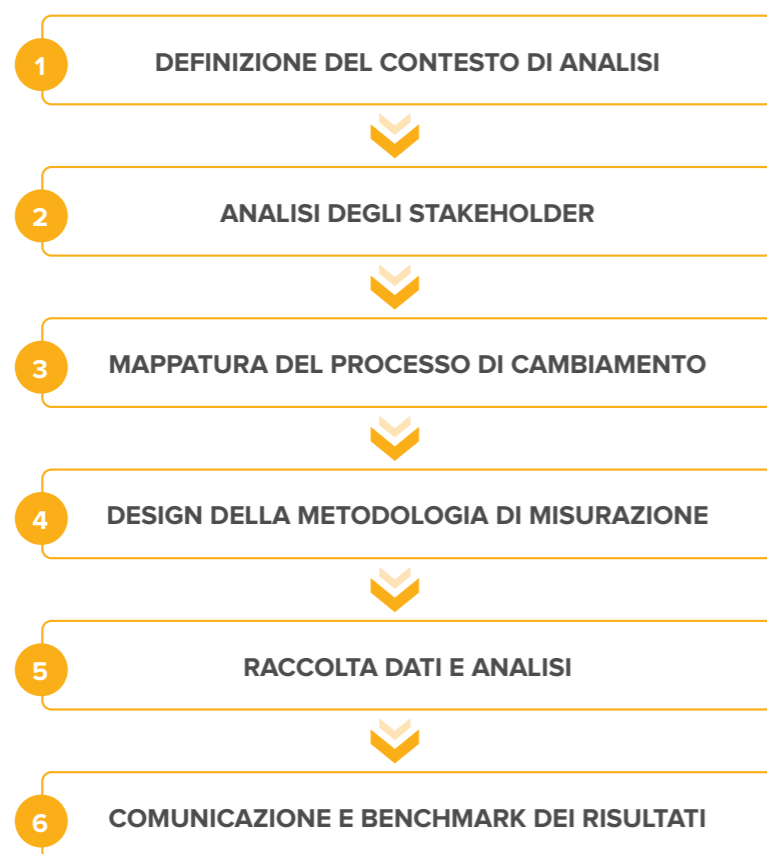 1
DEFINIZIONE DEL CONTESTO DI ANALISI
2
ANALISI DEGLI STAKEHOLDER
3
MAPPATURA DEL PROCESSO DI CAMBIAMENTO
4
DESIGN DELLA METODOLOGIA DI MISURAZIONE
5
RACCOLTA DATI E ANALISI
6
COMUNICAZIONE E BENCHMARK DEI RISULTATI